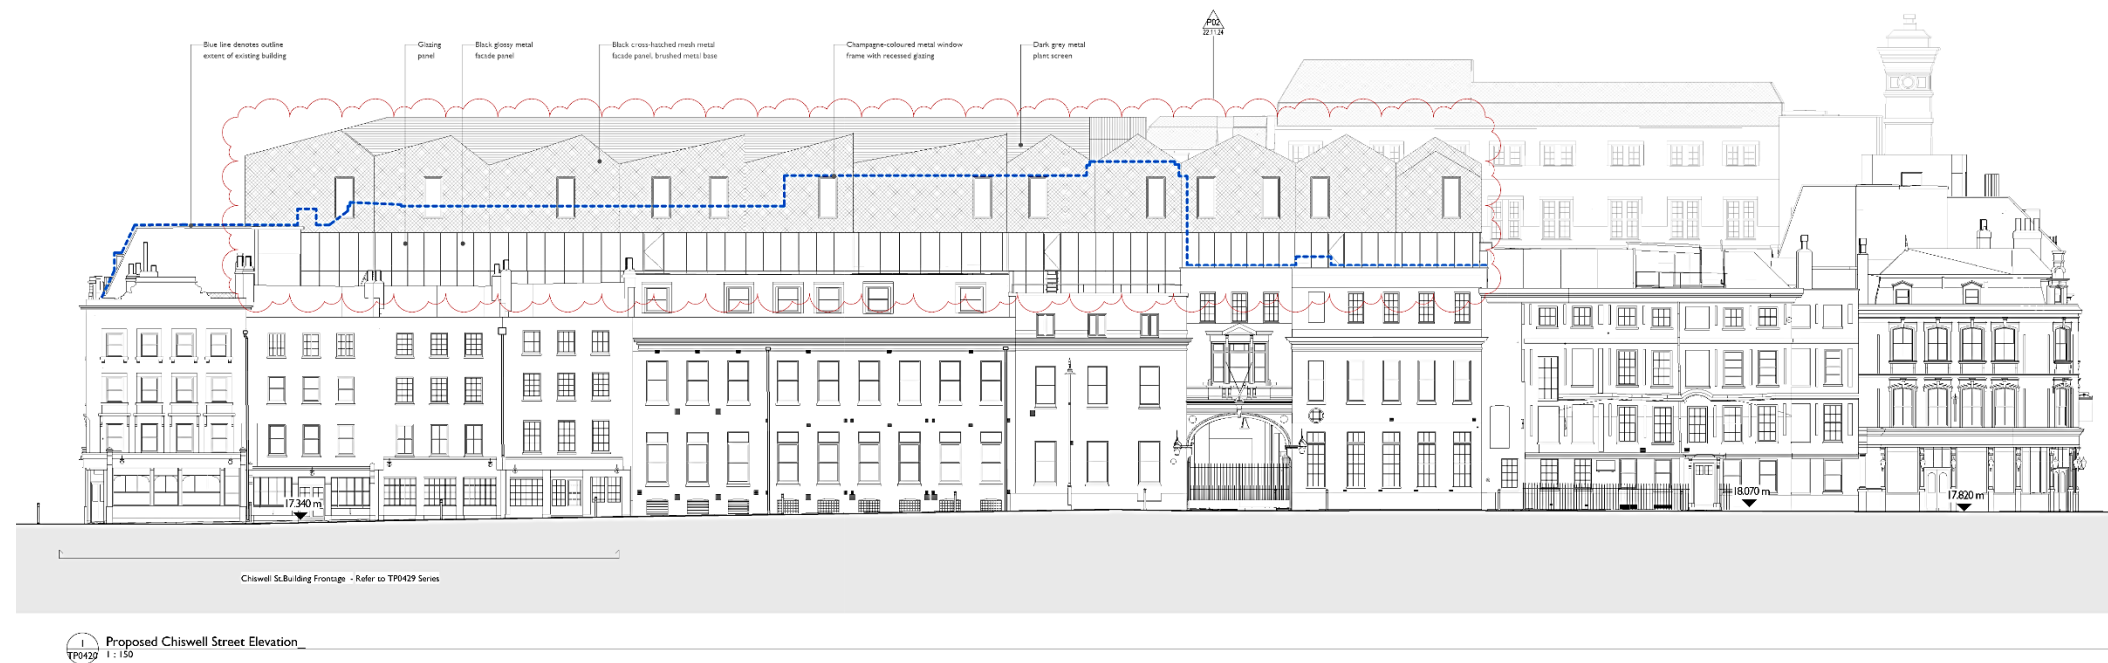 P02
22.11.24
Blue line denotes outline
extent of existing building
Glazing
panel
Black glossy metal
facade panel
Black cross-hatched mesh metal
facade panel, brushed metal base
Champagne-coloured metal window
frame with recessed glazing
Dark grey metal
plant screen
17.340 m
18.070 m
17.820 m
Chiswell St.Building Frontage - Refer to TP0429 Series
1
TP0420
Proposed Chiswell Street Elevation_
1 : 150